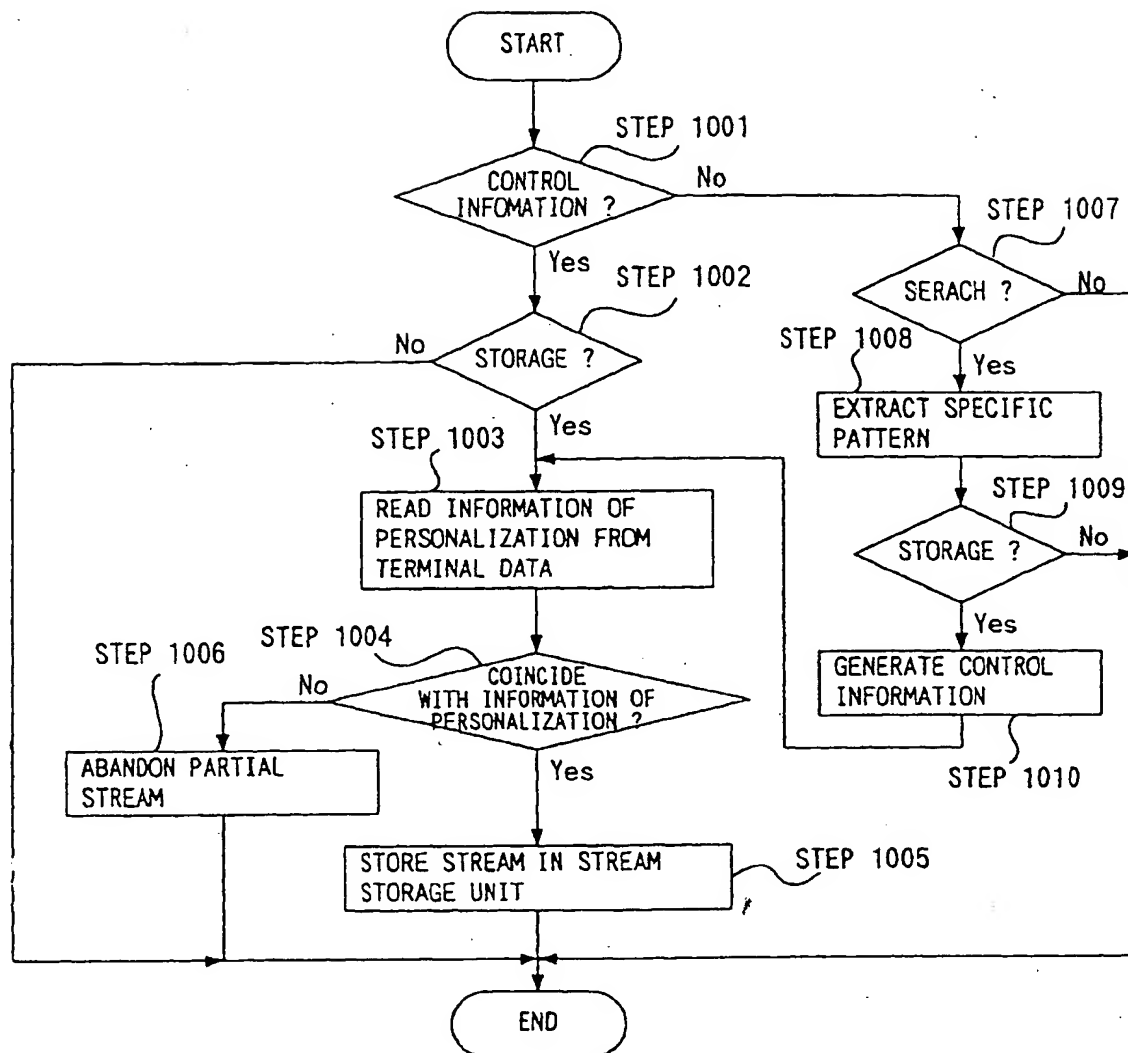 START
STEP 1001
CONTROL
INFOMATION ?
No
Yes
STEP 1007
SERACH ?
No
STEP 1002
STORAGE ?
No
Yes
STEP 1008
Yes
EXTRACT SPECIFIC
PATTERN
STEP 1003
READ INFORMATION OF
PERSONALIZATION FROM
TERMINAL DATA
STEP 1009
STORAGE ?
No
Yes
STEP 1004
COINCIDE
WITH INFORMATION OF
PERSONALIZATION ?
No
Yes
STEP 1006
ABANDON PARTIAL
STREAM
GENERATE CONTROL
INFORMATION
STEP 1010
STORE STREAM IN STREAM
STORAGE UNIT
STEP 1005
END